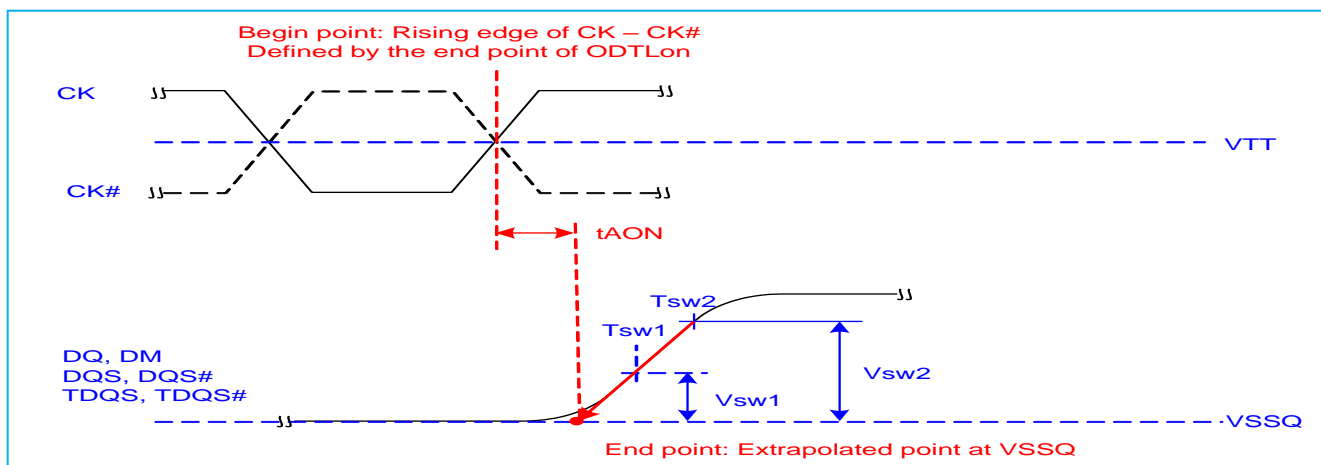 Begin point: Rising edge of CK – CK#
Defined by the end point of ODTLon
CK
VTT
CK#
tAON
Tsw2
Tsw1
DQ, DM
DQS, DQS#
TDQS, TDQS#
Vsw2
Vsw1
VSSQ
End point: Extrapolated point at VSSQ